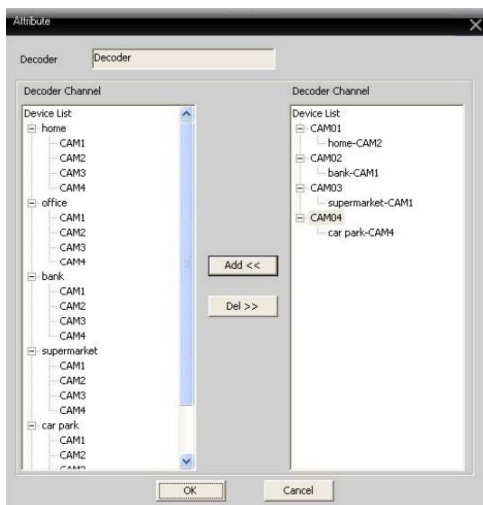 Attribute
Decoder Decoder
Decoder Channel
Device List
home
CAM1
CAM2
CAM3
CAM4
office
CAM1
CAM2
CAM3
CAM4
bank
CAM1
CAM2
CAM3
CAM4
supermarket
CAM1
CAM2
CAM3
CAM4
car park
CAM1
CAM2
Add <<
Del >>
Decoder Channel
Device List
CAM01
home-CAM2
CAM02
bank-CAM1
CAM03
supermarket-CAM1
CAM04
car park-CAM4
OK
Cancel